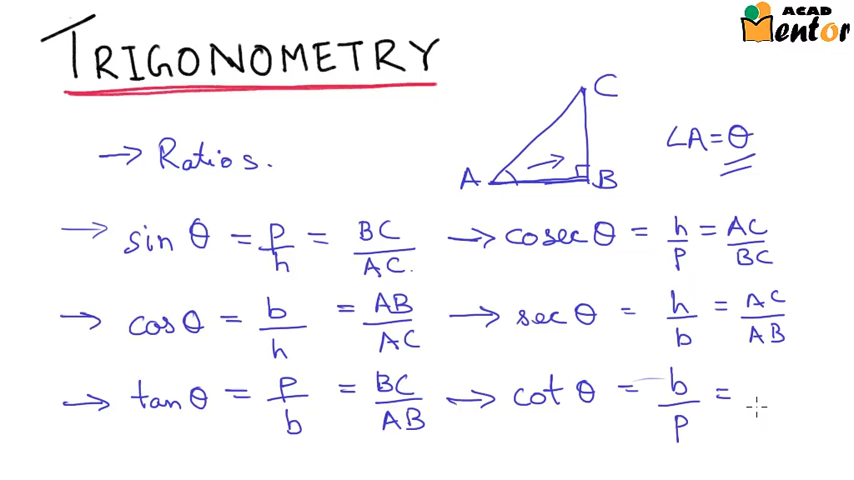 ACAD
Mentor
TRIGONOMETRY
→ Ratios.
C
A
B
∠A = θ
→ sin θ = p/h = BC/AC.
→ cosec θ = h/p = AC/BC
→ cos θ = b/h = AB/AC
→ sec θ = h/b = AC/AB
→ tan θ = p/b = BC/AB
→ cot θ = b/p =